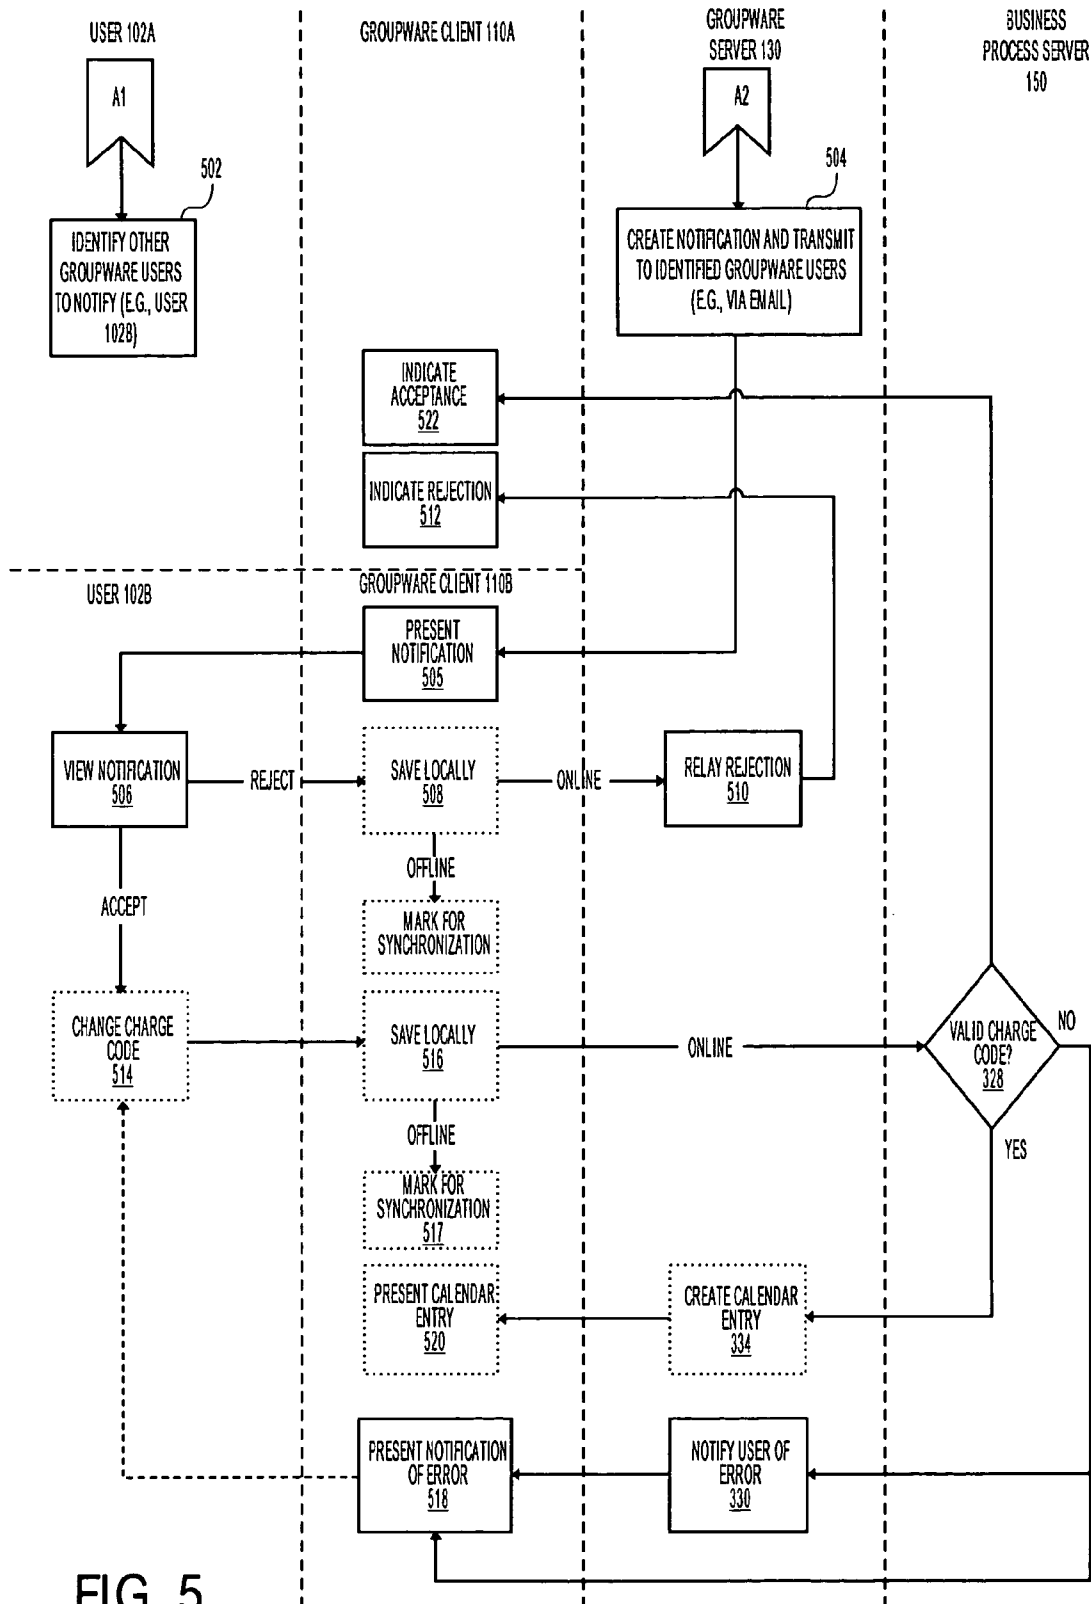 USER 102A
GROUPWARE CLIENT 110A
GROUPWARE
SERVER 130
BUSINESS
PROCESS SERVER
150
A1
A2
502
504
IDENTIFY OTHER
GROUPWARE USERS
TO NOTIFY (E.G., USER
102B)
CREATE NOTIFICATION AND TRANSMIT
TO IDENTIFIED GROUPWARE USERS
(E.G., VIA EMAIL)
INDICATE
ACCEPTANCE
522
INDICATE REJECTION
512
USER 102B
GROUPWARE CLIENT 110B
PRESENT
NOTIFICATION
505
VIEW NOTIFICATION
506
REJECT
SAVE LOCALLY
508
ONLINE
RELAY REJECTION
510
OFFLINE
ACCEPT
MARK FOR
SYNCHRONIZATION
CHANGE CHARGE
CODE
514
SAVE LOCALLY
516
ONLINE
VALID CHARGE
CODE?
328
NO
YES
OFFLINE
MARK FOR
SYNCHRONIZATION
517
PRESENT CALENDAR
ENTRY
520
CREATE CALENDAR
ENTRY
334
PRESENT NOTIFICATION
OF ERROR
518
NOTIFY USER OF
ERROR
330
FIG. 5